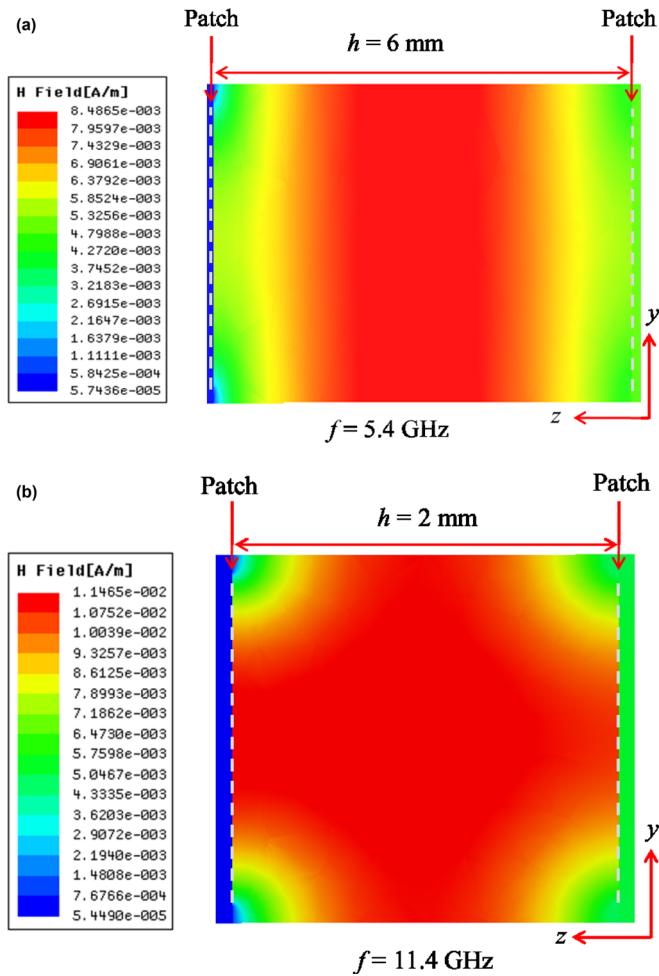 (a)
Patch
Patch
h = 6 mm
H Field[A/m]
8.4865e-003
7.9597e-003
7.4329e-003
6.9061e-003
6.3792e-003
5.8524e-003
5.3256e-003
4.7988e-003
4.2720e-003
3.7452e-003
3.2183e-003
2.6915e-003
2.1647e-003
1.6379e-003
1.1111e-003
5.8425e-004
5.7436e-005
y
z
f = 5.4 GHz
(b)
Patch
Patch
h = 2 mm
H Field[A/m]
1.1465e-002
1.0752e-002
1.0039e-002
9.3257e-003
8.6125e-003
7.8993e-003
7.1862e-003
6.4730e-003
5.7598e-003
5.0467e-003
4.3335e-003
3.6203e-003
2.9072e-003
2.1940e-003
1.4808e-003
7.6766e-004
5.4490e-005
y
z
f = 11.4 GHz